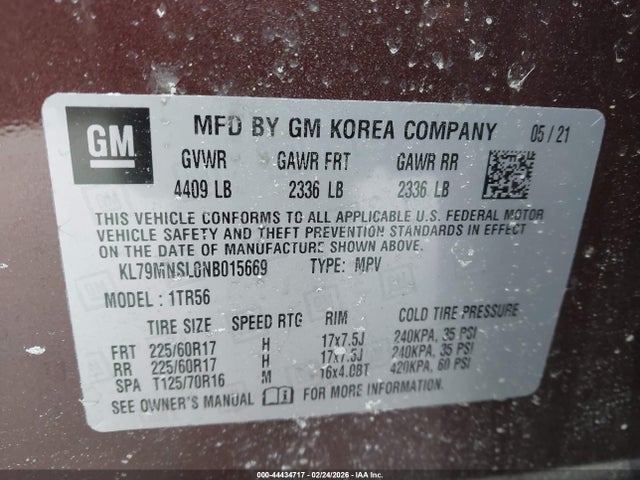 GM
MFD BY GM KOREA COMPANY 05/21
GVWR GAWR FRT GAWR RR
4409 LB 2336 LB 2336 LB
THIS VEHICLE CONFORMS TO ALL APPLICABLE U.S. FEDERAL MOTOR
VEHICLE SAFETY AND THEFT PREVENTION STANDARDS IN EFFECT
ON THE DATE OF MANUFACTURE SHOWN ABOVE.
KL79MNSL0NB015669 TYPE: MPV
MODEL: 1TR56
TIRE SIZE SPEED RTG RIM COLD TIRE PRESSURE
FRT 225/60R17 H 17x7.5J 240KPA, 35 PSI
RR 225/60R17 H 17x7.5J 240KPA, 35 PSI
SPA T125/70R16 M 16x4.0BT 420KPA, 60 PSI
SEE OWNER'S MANUAL FOR MORE INFORMATION.
000-44434717 - 02/24/2026 - IAAI Inc.